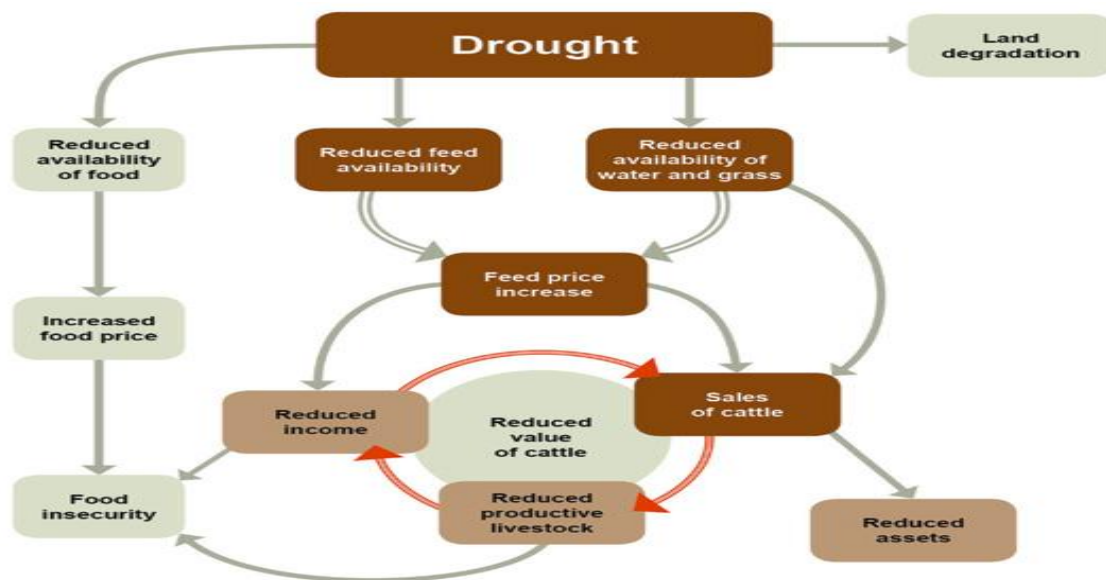 Drought
Land
degradation
Reduced
availability
of food
Reduced feed
availability
Reduced
availability of
water and grass
Feed price
increase
Increased
food price
Reduced
income
Reduced
value
of cattle
Sales
of cattle
Food
insecurity
Reduced
productive
livestock
Reduced
assets